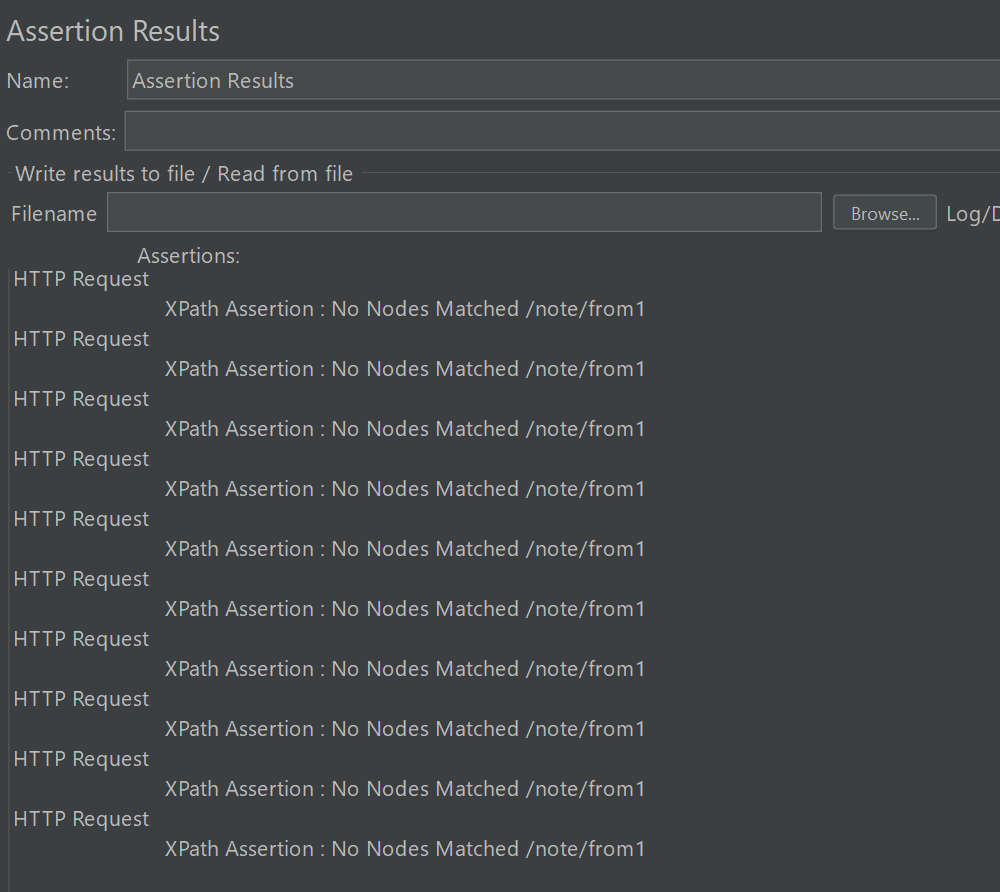 Assertion Results
Name: Assertion Results
Comments:
Write results to file / Read from file
Filename Browse... Log/D
Assertions:
HTTP Request
XPath Assertion : No Nodes Matched /note/from1
HTTP Request
XPath Assertion : No Nodes Matched /note/from1
HTTP Request
XPath Assertion : No Nodes Matched /note/from1
HTTP Request
XPath Assertion : No Nodes Matched /note/from1
HTTP Request
XPath Assertion : No Nodes Matched /note/from1
HTTP Request
XPath Assertion : No Nodes Matched /note/from1
HTTP Request
XPath Assertion : No Nodes Matched /note/from1
HTTP Request
XPath Assertion : No Nodes Matched /note/from1
HTTP Request
XPath Assertion : No Nodes Matched /note/from1
HTTP Request
XPath Assertion : No Nodes Matched /note/from1